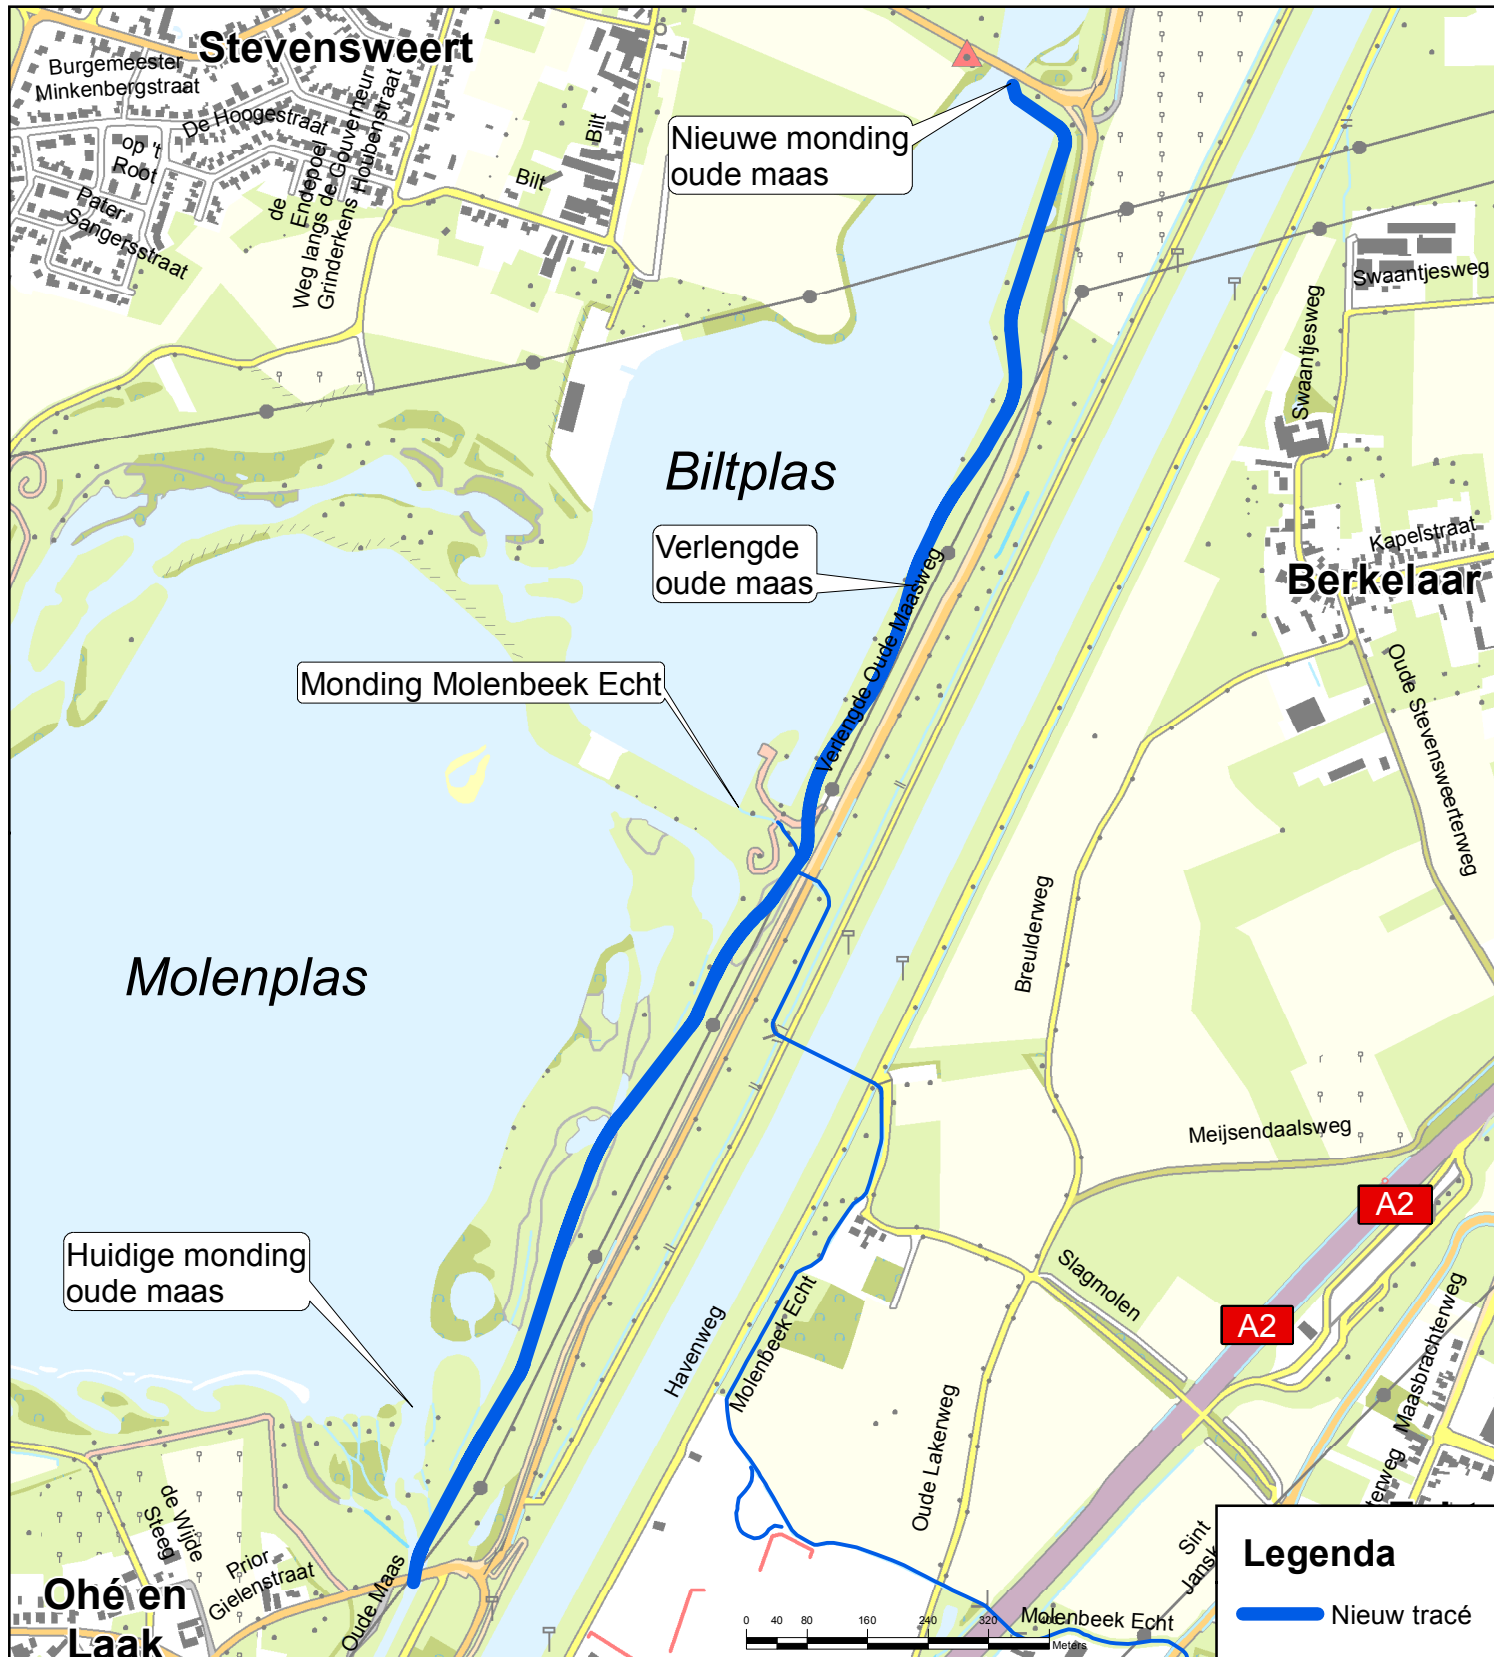 Stevensweert
Burgemeester
Minkenbergstraat
De Hoogestraat
op 't
Root
Pater
Sangersstraat
de
Endepoel
Weg langs de Gouverneur
Grinderkens Houbenstraat
Bilt
Bilt
Nieuwe monding
oude maas
Swaantjesweg
Swaantjesweg
Biltplas
Verlengde
oude maas
Verlengde Oude Maasweg
Kapelstraat
Berkelaar
Oude Stevensweerterweg
Monding Molenbeek Echt
Molenplas
Breulderweg
Meijsendaalsweg
A2
A2
Huidige monding
oude maas
Slagmolen
Havenweg
Molenbeek Echt
Maasbrachterweg
Oude Lakerweg
de Wijde
Steeg
Prior
Gielenstraat
Oude Maas
Ohé en
Laak
terweg
Sint
Jansk
Legenda
Nieuw tracé
Molenbeek Echt
0 40 80 160 240 320 400
Meters